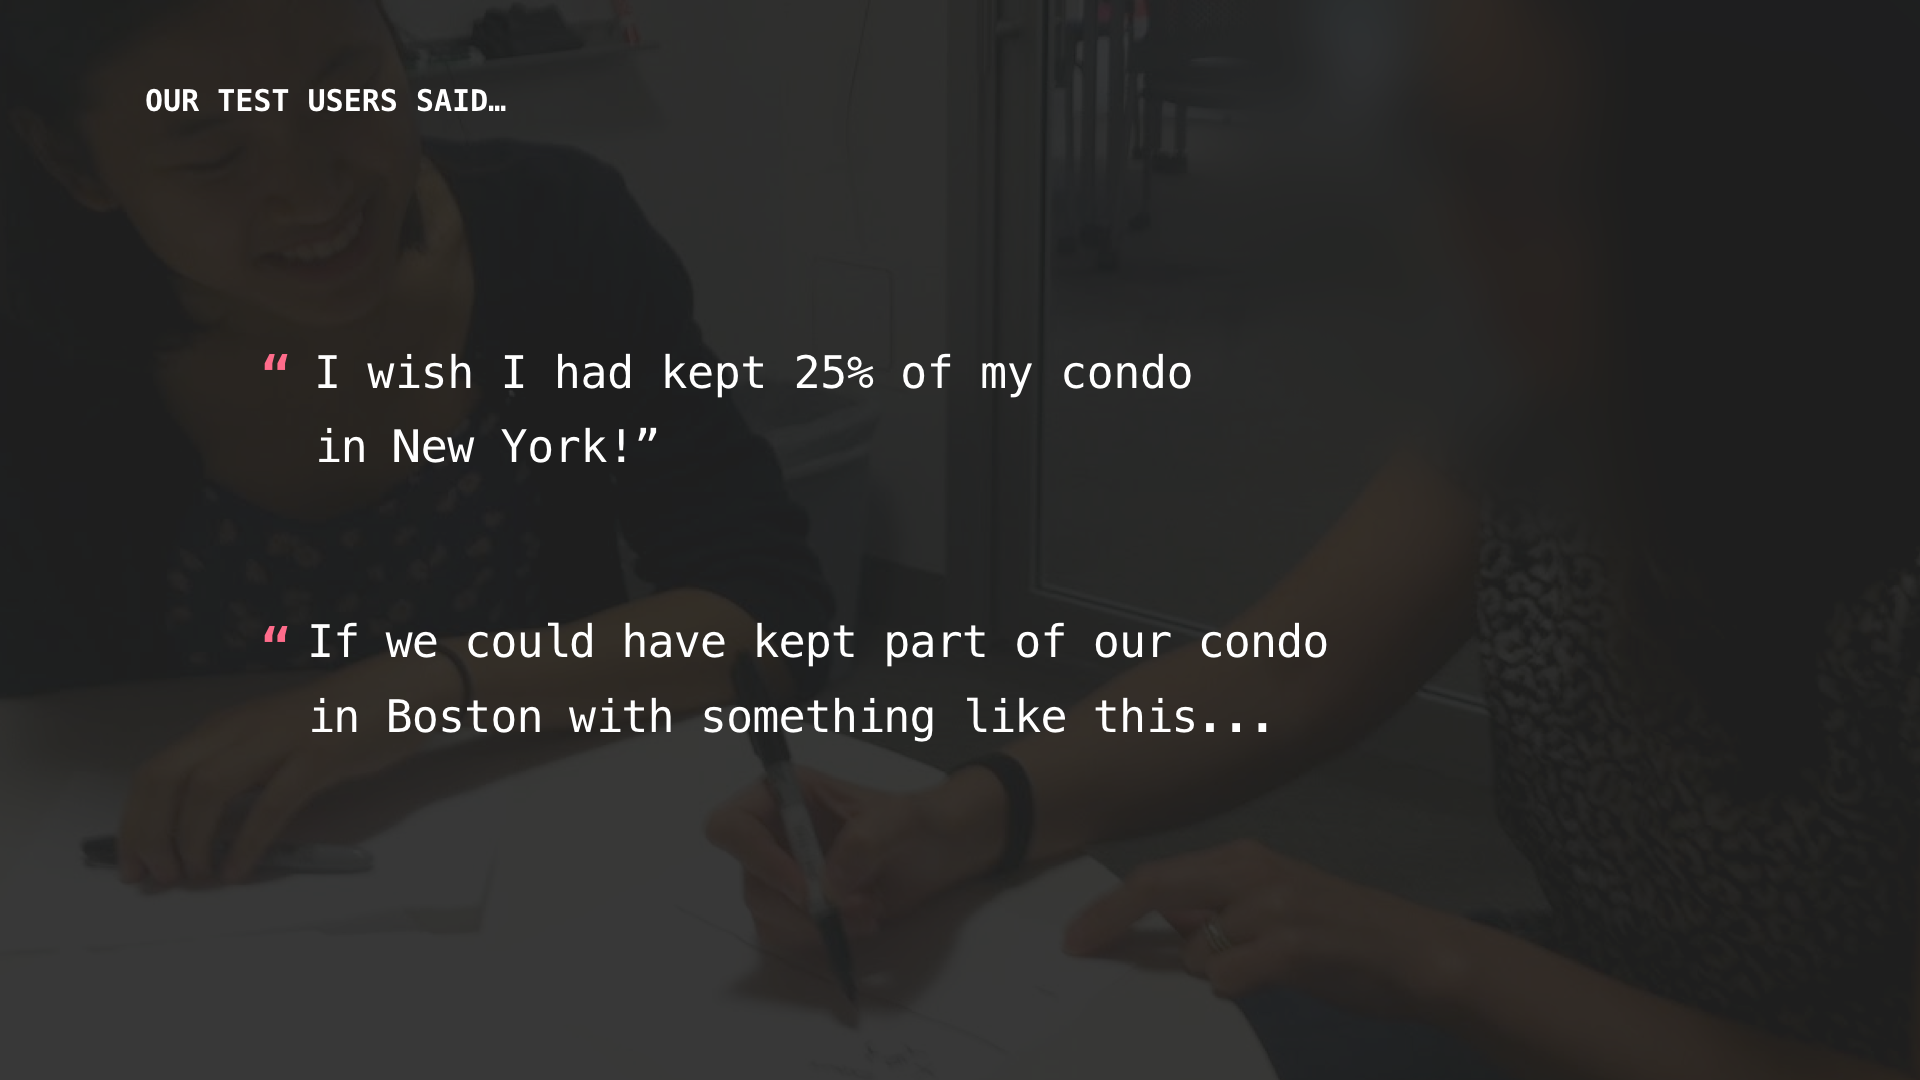 OUR TEST USERS SAID…
“ I wish I had kept 25% of my condo
in New York!”
“ If we could have kept part of our condo
in Boston with something like this...